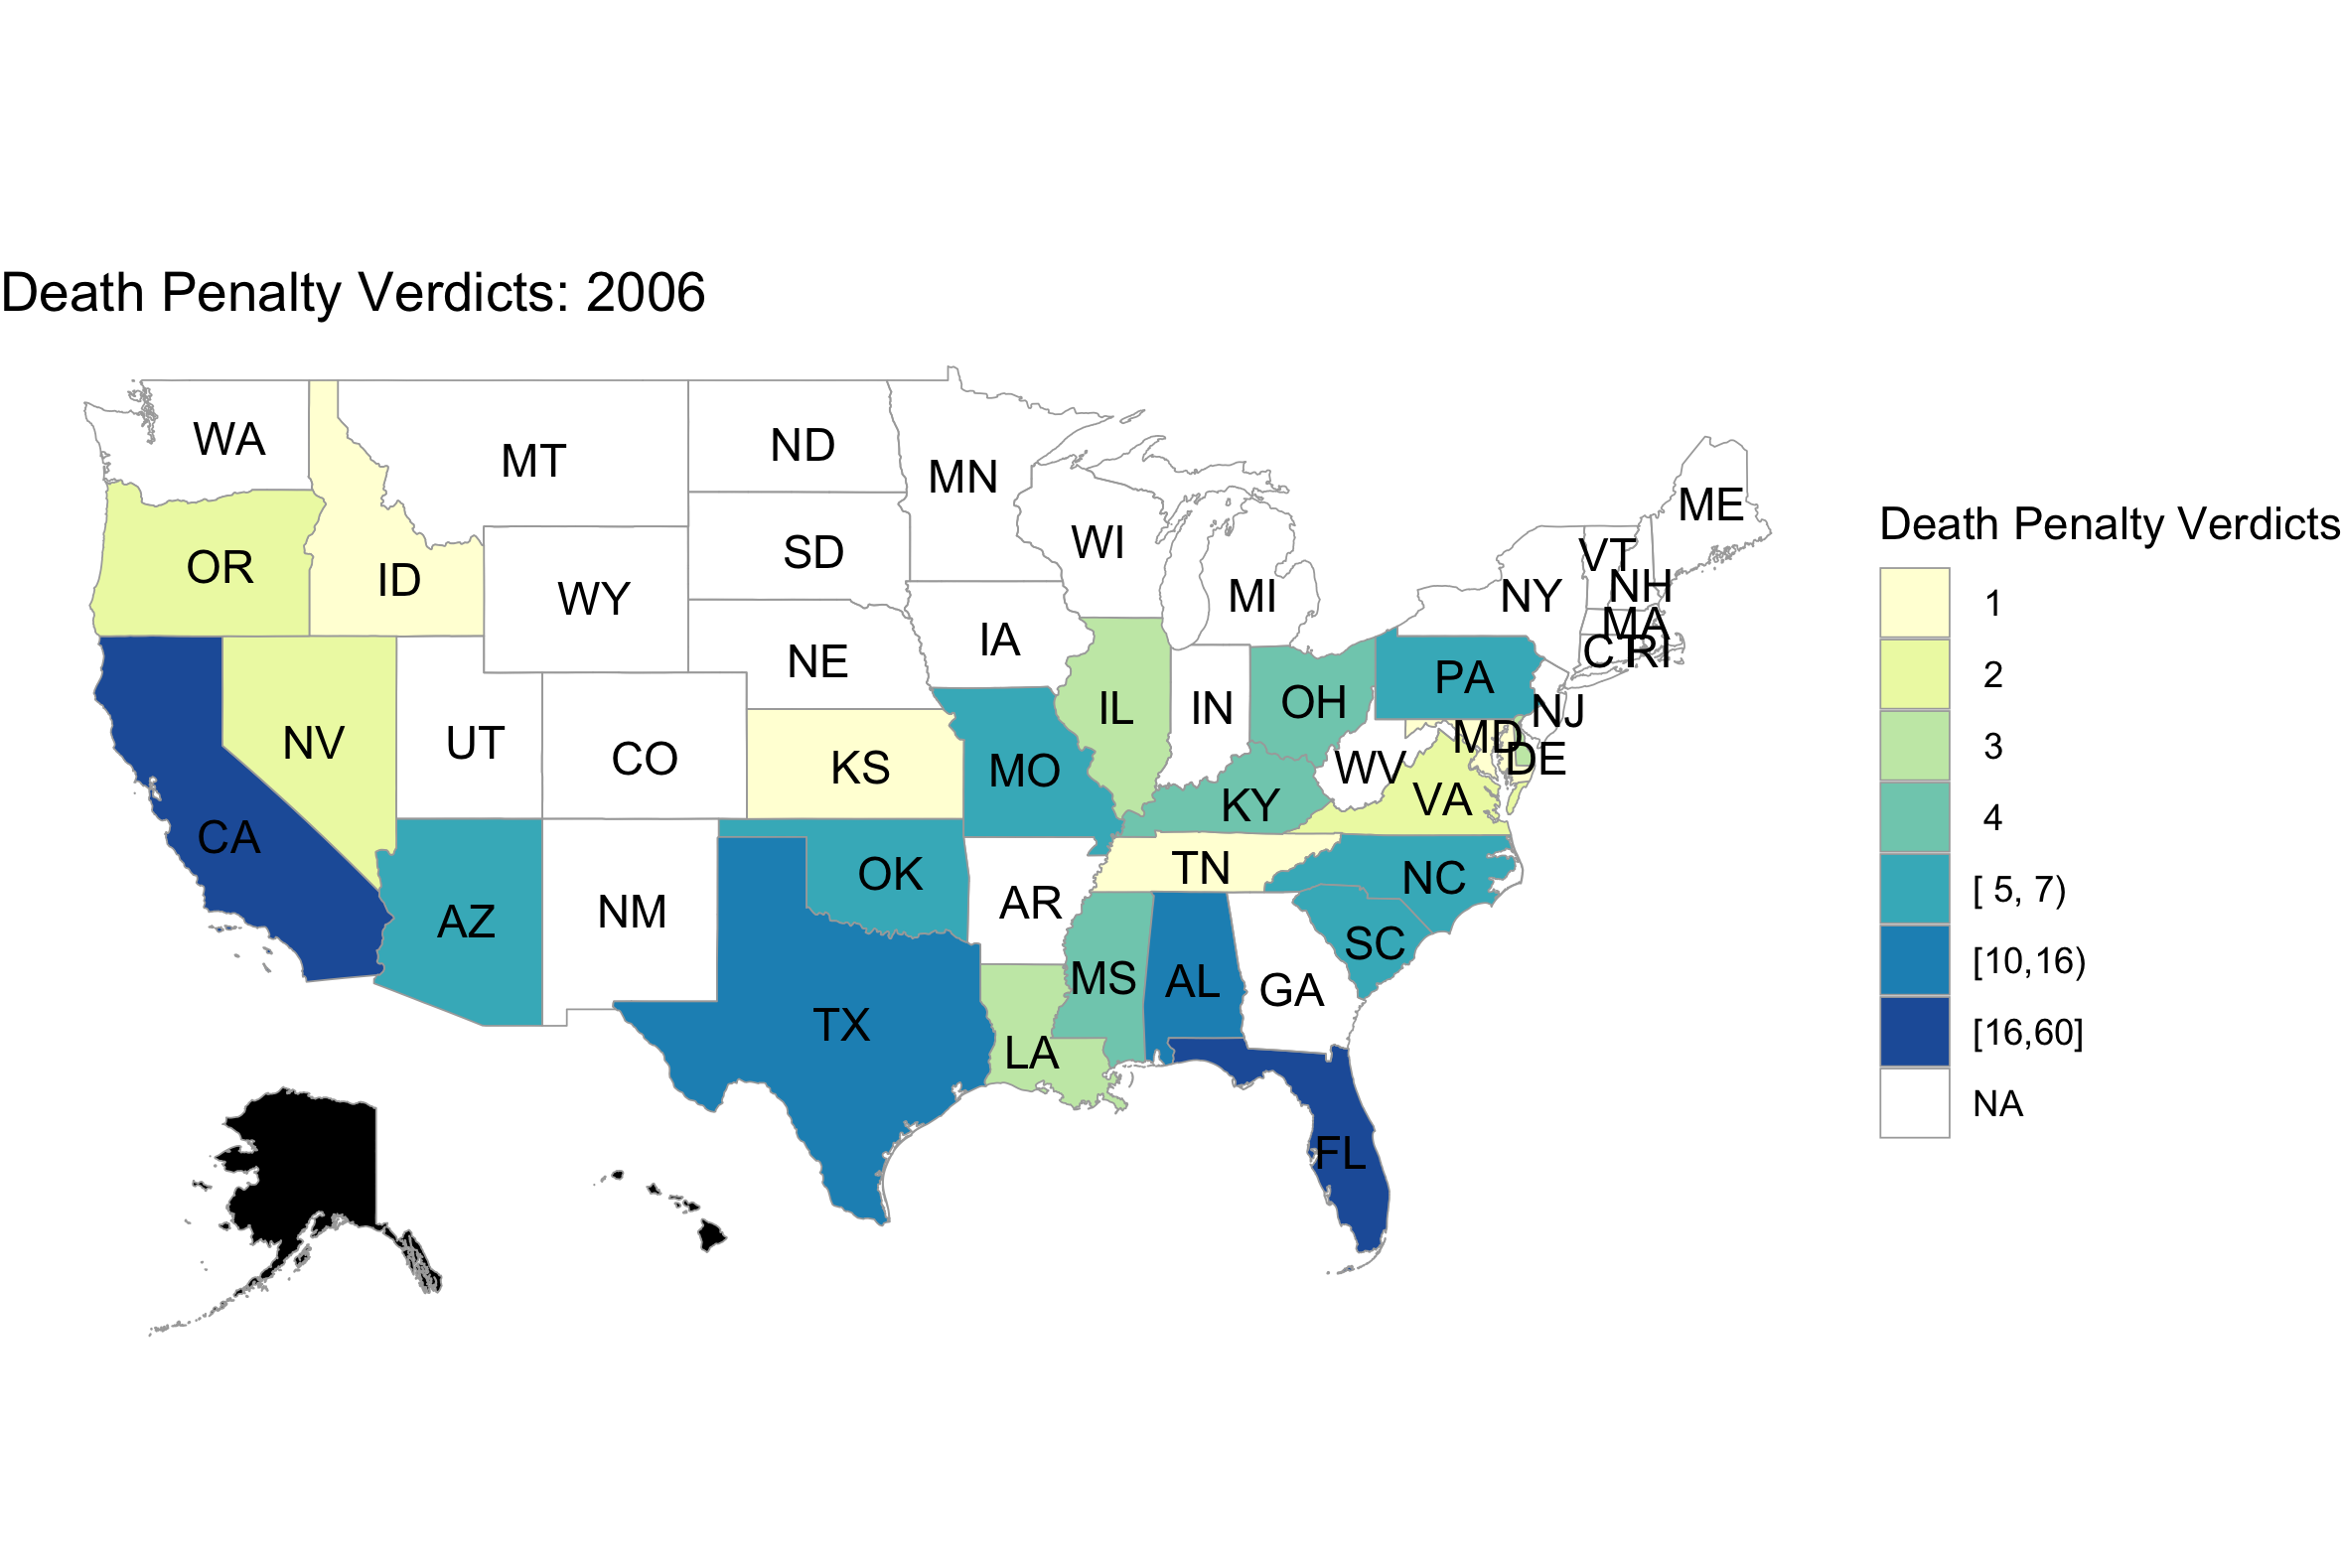 Death Penalty Verdicts: 2006
WA
MT
ND
MN
ME
OR
ID
SD
WI
WY
MI
NY
VT
NH
MA
CT
RI
IA
NE
PA
NV
UT
CO
IL
IN
OH
NJ
KS
MO
MD
DE
WV
VA
KY
CA
OK
TN
NC
AZ
NM
AR
SC
MS
AL
GA
TX
LA
FL
Death Penalty Verdicts
1
2
3
4
[ 5, 7)
[10,16)
[16,60]
NA